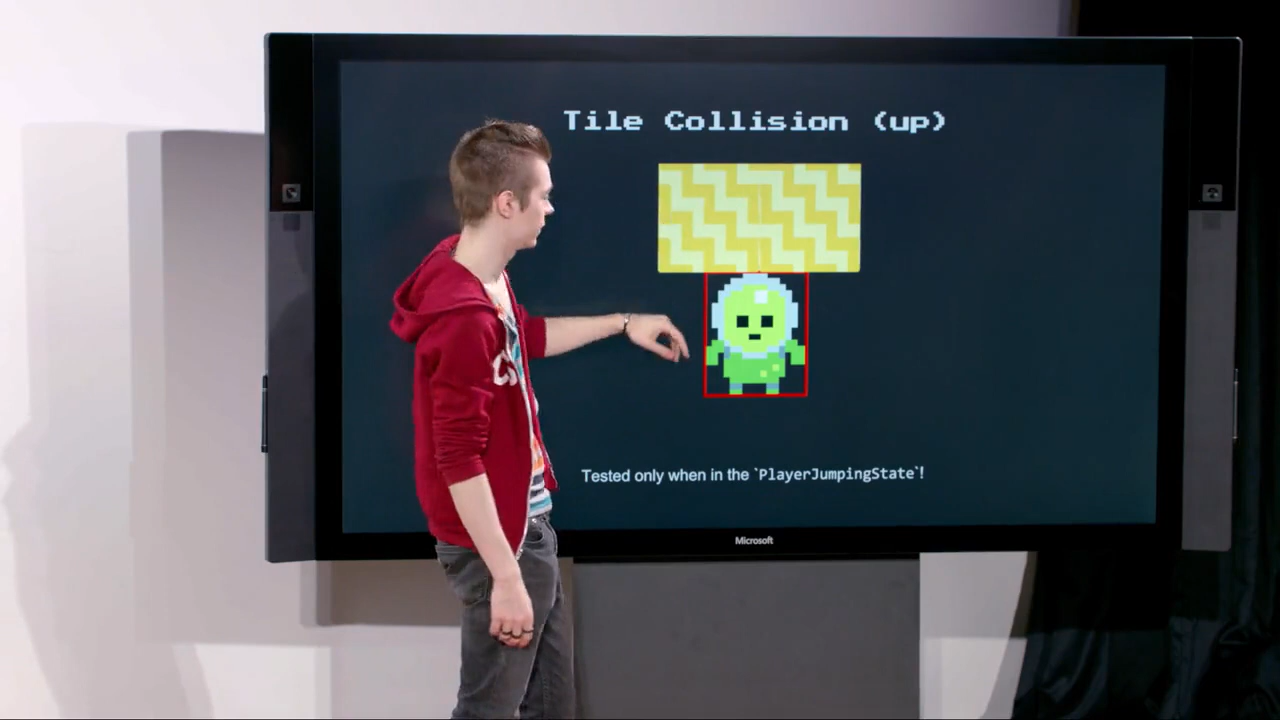 Tile Collision (up)
Tested only when in the `PlayerJumpingState`!
Microsoft